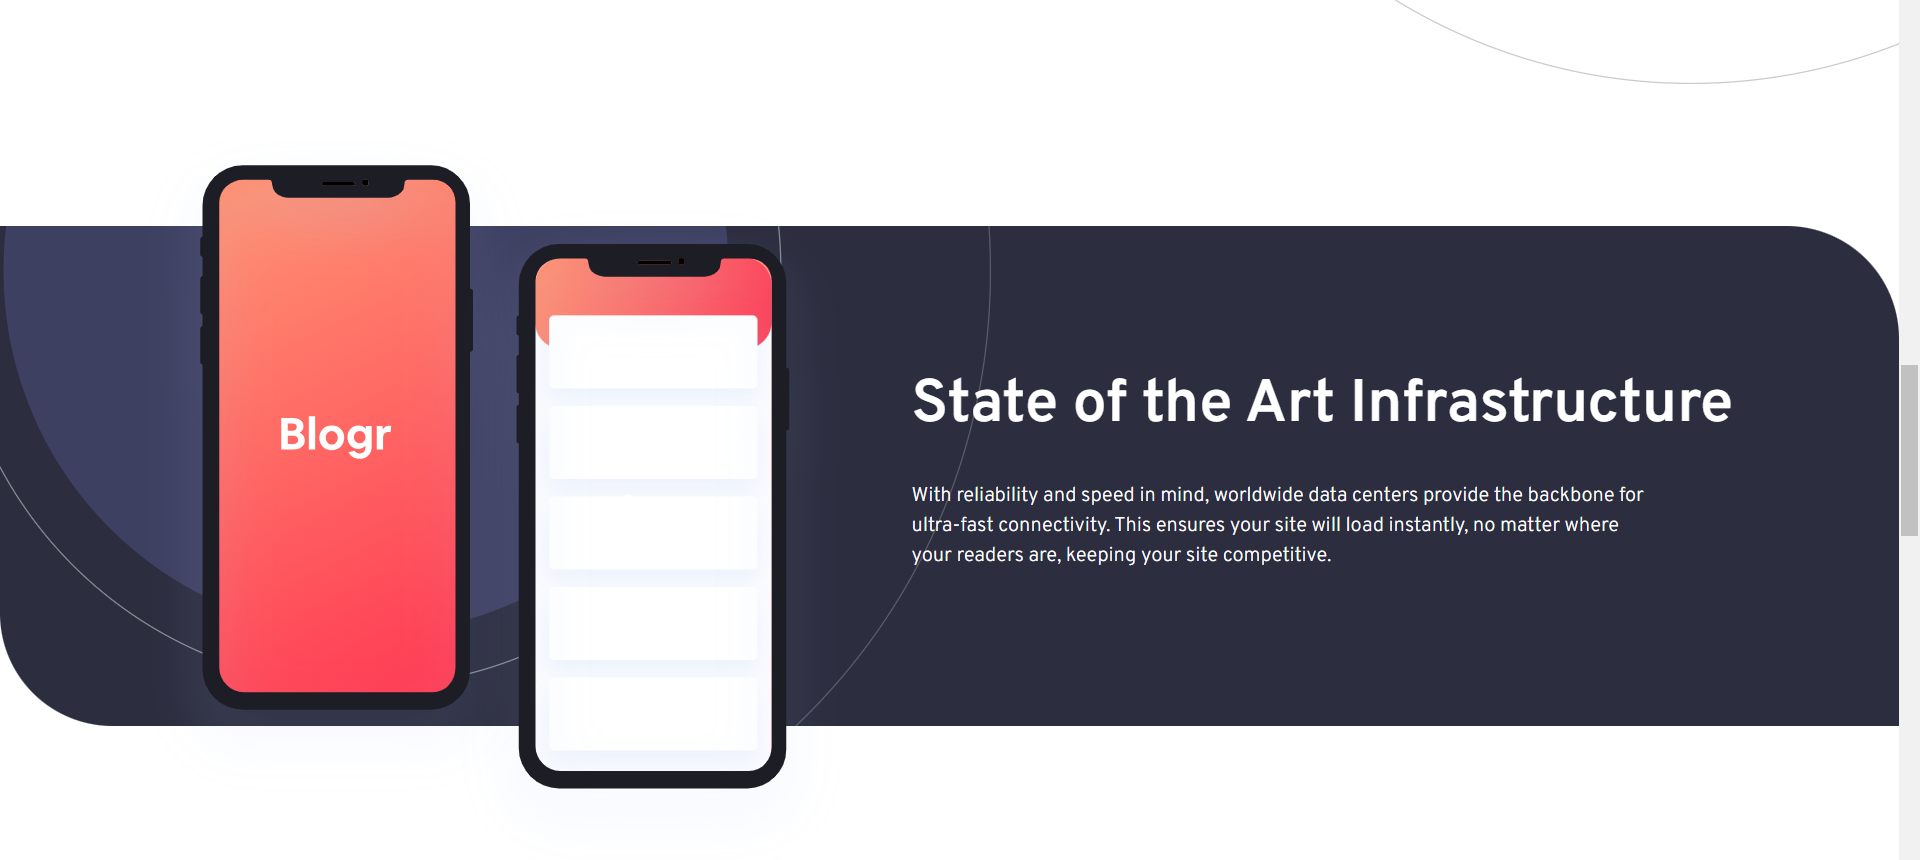 Blogr
State of the Art Infrastructure
With reliability and speed in mind, worldwide data centers provide the backbone for
ultra-fast connectivity. This ensures your site will load instantly, no matter where
your readers are, keeping your site competitive.